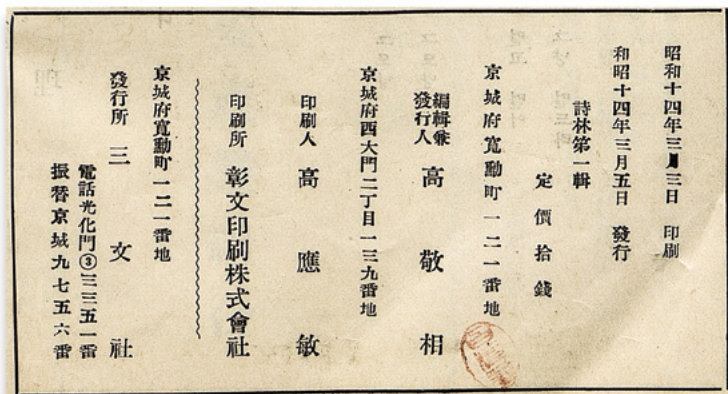 昭和十四年三月三日 印刷
和昭十四年三月五日 發行
詩林第一輯
定價拾錢
京城府寬勳町一二一番地
編輯兼發行人 高敬相
京城府西大門二丁目一三九番地
印刷人 高應敏
印刷所 彰文印刷株式會社
京城府寬勳町一二一番地
發行所 三文社
電話光化門③三三五一番
振替京城九七五六番